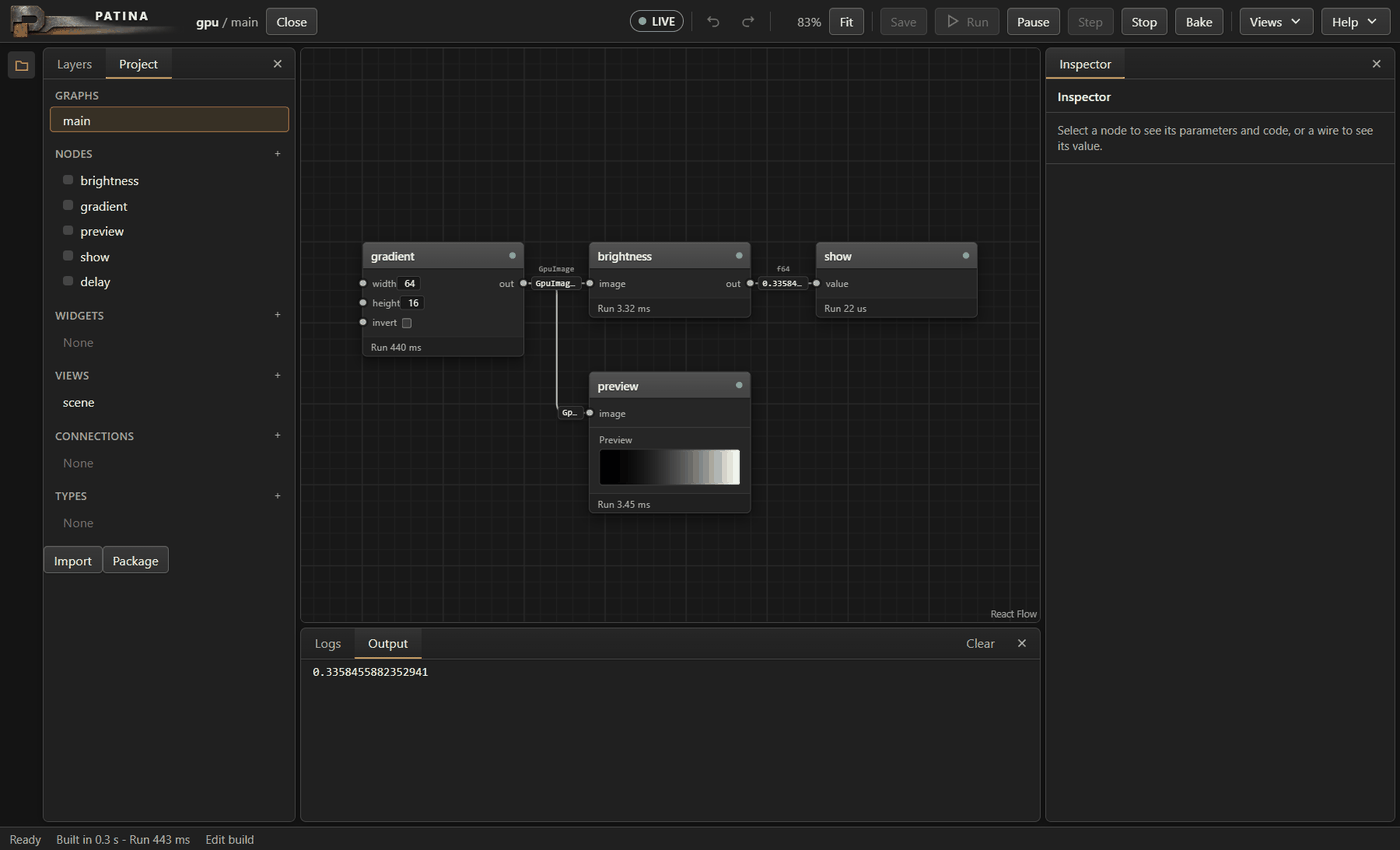 PATINA
gpu / main
Close
LIVE
83%
Fit
Save
Run
Pause
Step
Stop
Bake
Views
Help
Layers
Project
GRAPHS
main
NODES
brightness
gradient
preview
show
delay
WIDGETS
None
VIEWS
scene
CONNECTIONS
None
TYPES
None
Import
Package
gradient
width 64
out
height 16
invert
Run 440 ms
GpuImage
GpuImag…
brightness
image
out
Run 3.32 ms
f64
0.33584…
show
value
Run 22 us
Gp…
preview
image
Preview
Run 3.45 ms
React Flow
Logs
Output
Clear
0.3358455882352941
Inspector
Inspector
Select a node to see its parameters and code, or a wire to see
its value.
Ready
Built in 0.3 s - Run 443 ms
Edit build